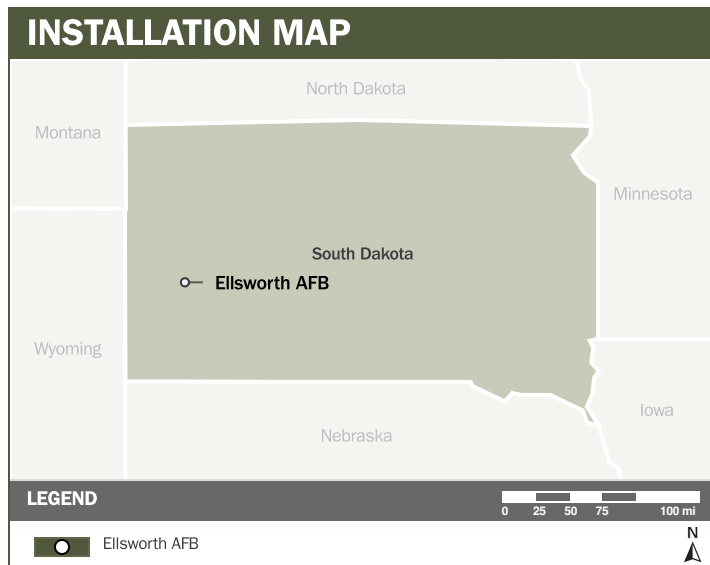 INSTALLATION MAP
North Dakota
Montana
Minnesota
South Dakota
Ellsworth AFB
Wyoming
Iowa
Nebraska
LEGEND
0 25 50 75 100 mi
Ellsworth AFB
N